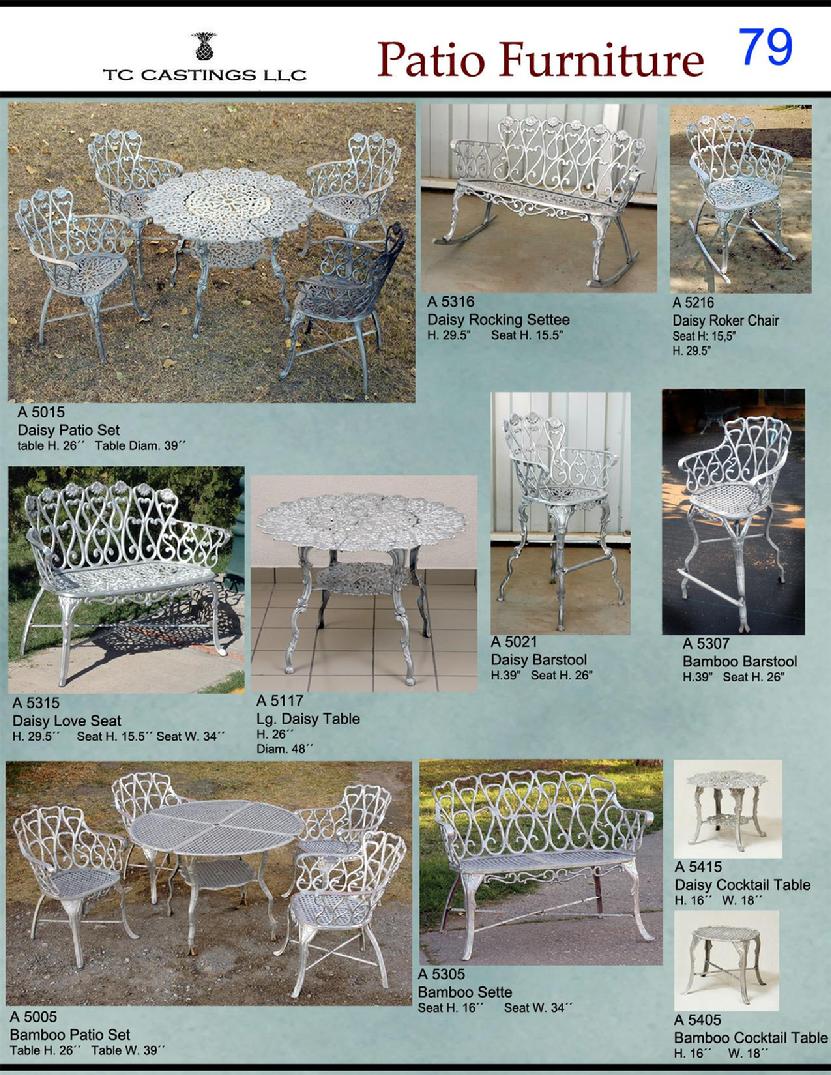 TC CASTINGS LLC
Patio Furniture
79
A 5015
Daisy Patio Set
table H. 26´´ Table Diam. 39´´
A 5316
Daisy Rocking Settee
H. 29.5" Seat H. 15.5"
A 5216
Daisy Roker Chair
Seat H: 15,5"
H. 29.5"
A 5315
Daisy Love Seat
H. 29.5´´ Seat H. 15.5´´ Seat W. 34´´
A 5117
Lg. Daisy Table
H. 26´´
Diam. 48´´
A 5021
Daisy Barstool
H.39" Seat H. 26"
A 5307
Bamboo Barstool
H.39" Seat H. 26"
A 5005
Bamboo Patio Set
Table H. 26´´ Table W. 39´´
A 5305
Bamboo Sette
Seat H. 16´´ Seat W. 34´´
A 5415
Daisy Cocktail Table
H. 16´´ W. 18´´
A 5405
Bamboo Cocktail Table
H. 16´´ W. 18´´